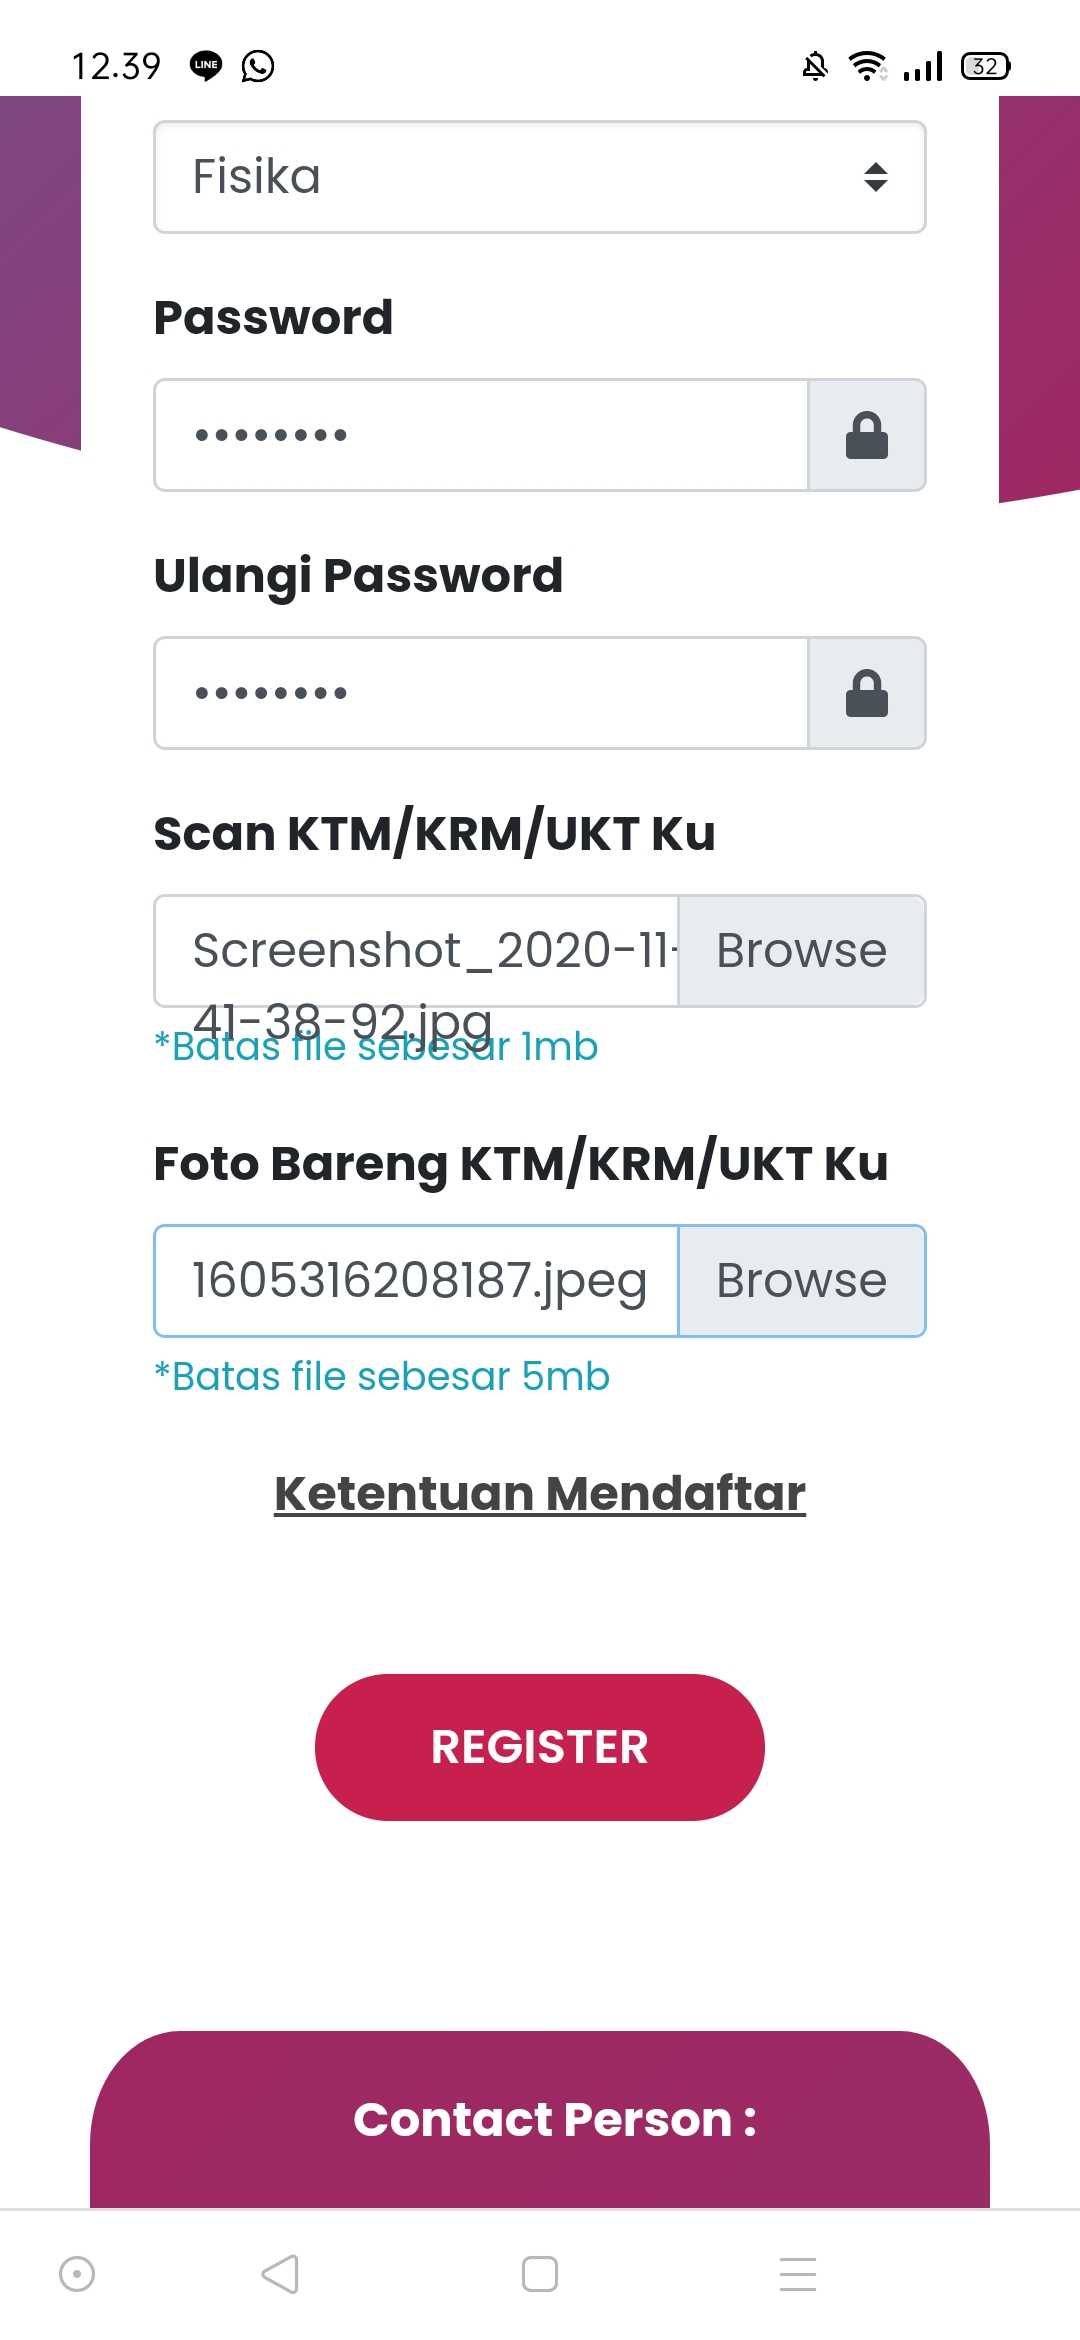 12.39
LINE
32
Fisika
Password
••••••••
Ulangi Password
••••••••
Scan KTM/KRM/UKT Ku
Screenshot_2020-11-
Browse
41-38-92.jpg
*Batas file sebesar 1mb
Foto Bareng KTM/KRM/UKT Ku
1605316208187.jpeg
Browse
*Batas file sebesar 5mb
Ketentuan Mendaftar
REGISTER
Contact Person :